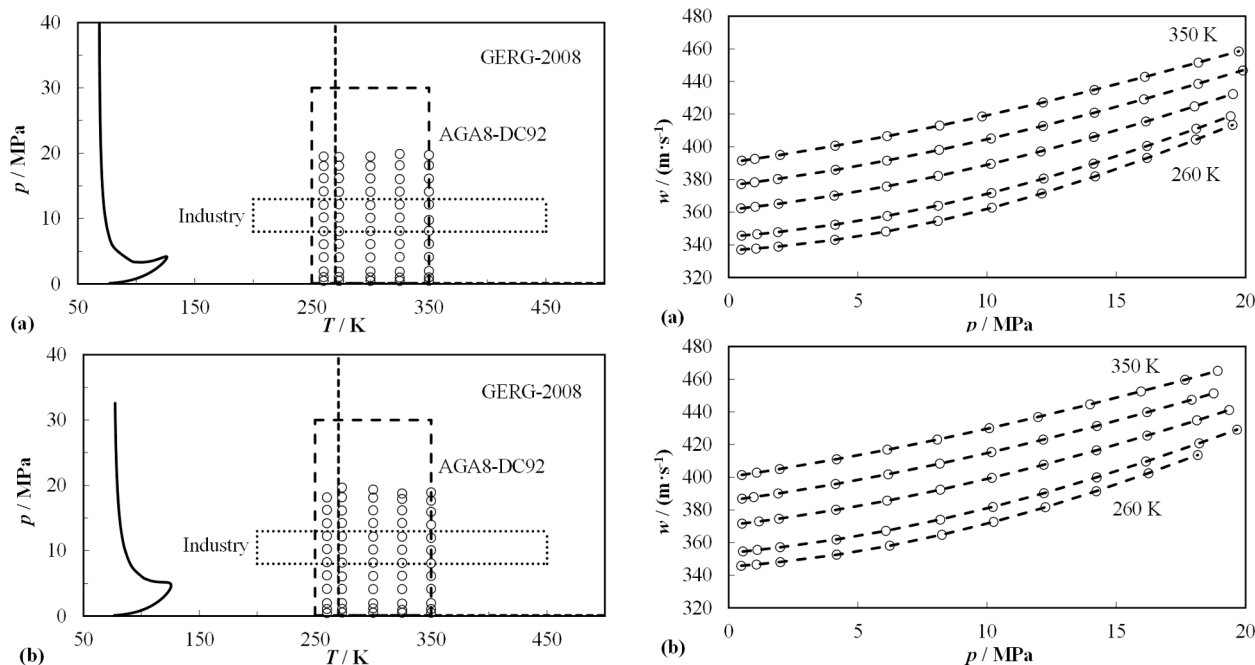 40
30
20
10
0
p / MPa
GERG-2008
AGA8-DC92
Industry
50
150
250
350
450
T / K
(a)
480
460
440
420
400
380
360
340
320
w / (m·s⁻¹)
350 K
260 K
0
5
10
15
20
p / MPa
(a)
40
30
20
10
0
p / MPa
GERG-2008
AGA8-DC92
Industry
50
150
250
350
450
T / K
(b)
480
460
440
420
400
380
360
340
320
w / (m·s⁻¹)
350 K
260 K
0
5
10
15
20
p / MPa
(b)